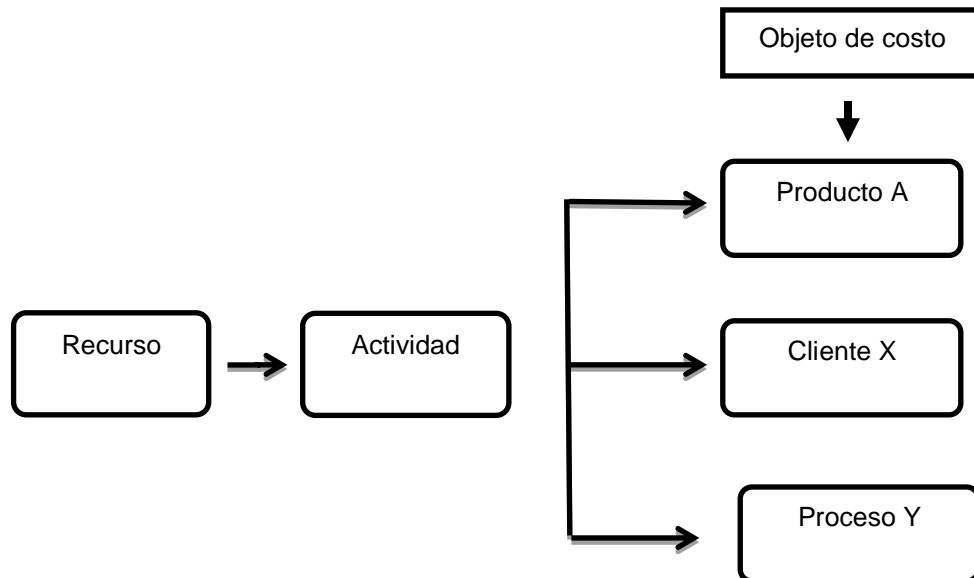 Objeto de costo
Producto A
Recurso
Actividad
Cliente X
Proceso Y